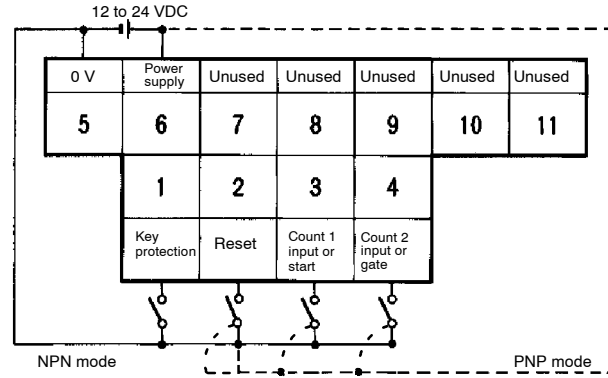 12 to 24 VDC
0 V
Power
supply
Unused
Unused
Unused
Unused
Unused
5
6
7
8
9
10
11
1
2
3
4
Key
protection
Reset
Count 1
input or
start
Count 2
input or
gate
NPN mode
PNP mode